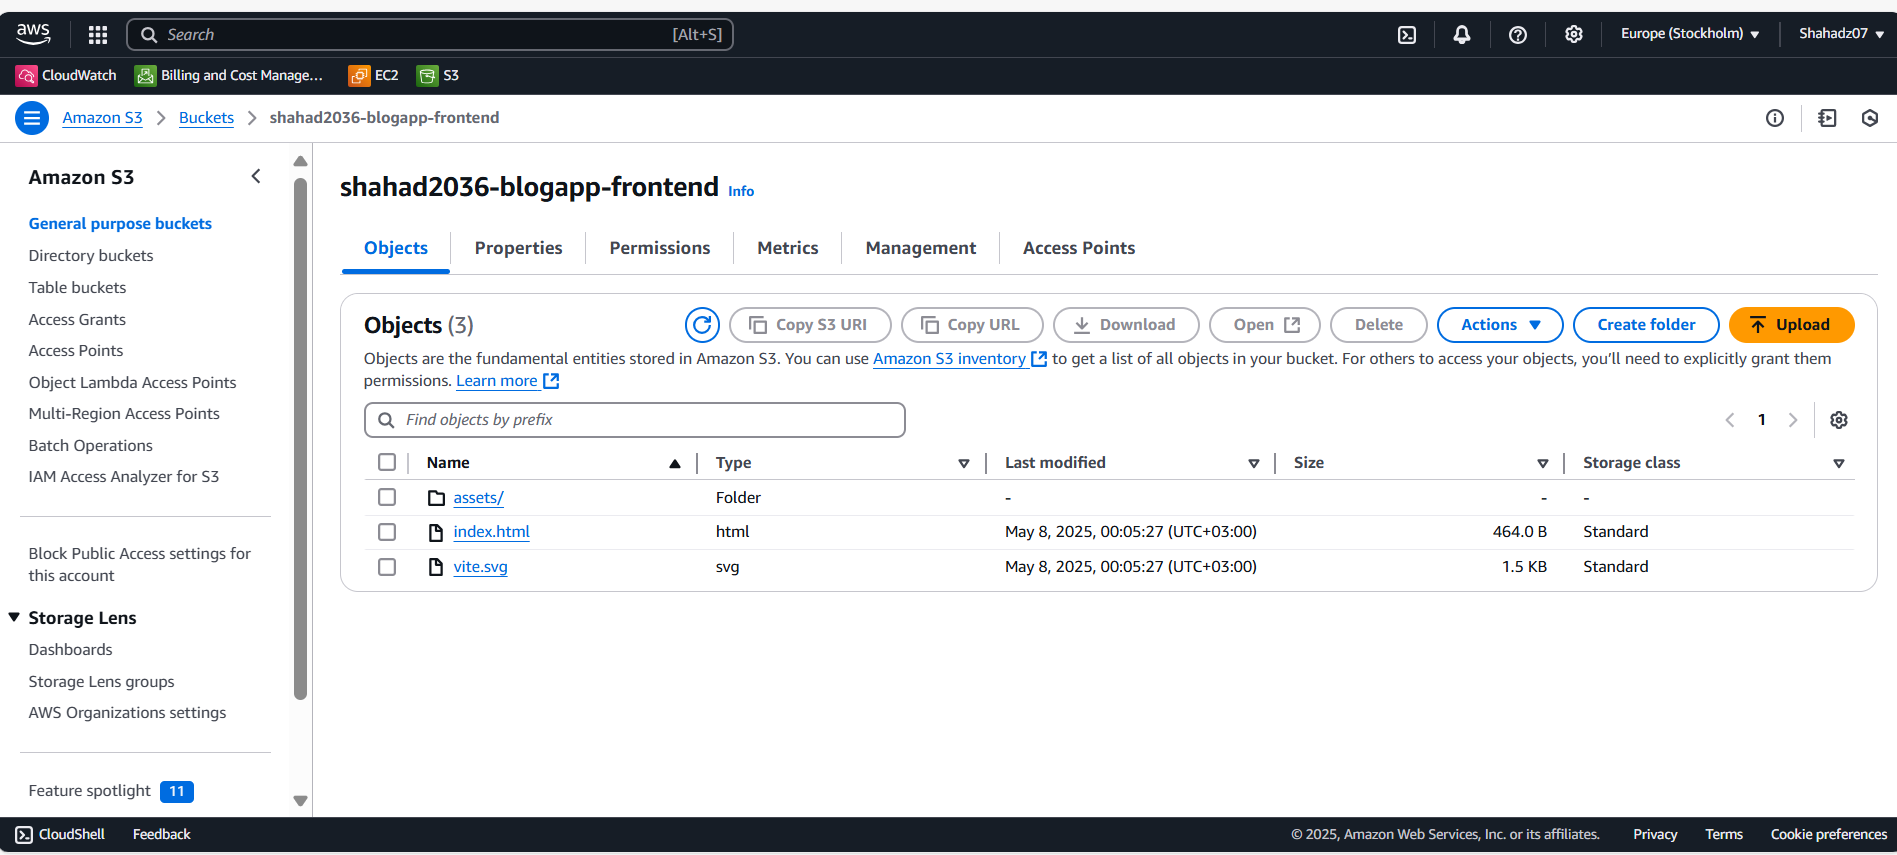 aws
Search [Alt+S]
Europe (Stockholm)
Shahadz07
CloudWatch
Billing and Cost Manage...
EC2
S3
Amazon S3
Buckets
shahad2036-blogapp-frontend
Amazon S3
General purpose buckets
Directory buckets
Table buckets
Access Grants
Access Points
Object Lambda Access Points
Multi-Region Access Points
Batch Operations
IAM Access Analyzer for S3
Block Public Access settings for
this account
Storage Lens
Dashboards
Storage Lens groups
AWS Organizations settings
Feature spotlight 11
shahad2036-blogapp-frontend Info
Objects
Properties
Permissions
Metrics
Management
Access Points
Objects (3)
Copy S3 URI
Copy URL
Download
Open
Delete
Actions
Create folder
Upload
Objects are the fundamental entities stored in Amazon S3. You can use Amazon S3 inventory to get a list of all objects in your bucket. For others to access your objects, you'll need to explicitly grant them
permissions. Learn more
Find objects by prefix
1
Name Type Last modified Size Storage class
assets/ Folder - - -
index.html html May 8, 2025, 00:05:27 (UTC+03:00) 464.0 B Standard
vite.svg svg May 8, 2025, 00:05:27 (UTC+03:00) 1.5 KB Standard
CloudShell
Feedback
© 2025, Amazon Web Services, Inc. or its affiliates.
Privacy
Terms
Cookie preferences